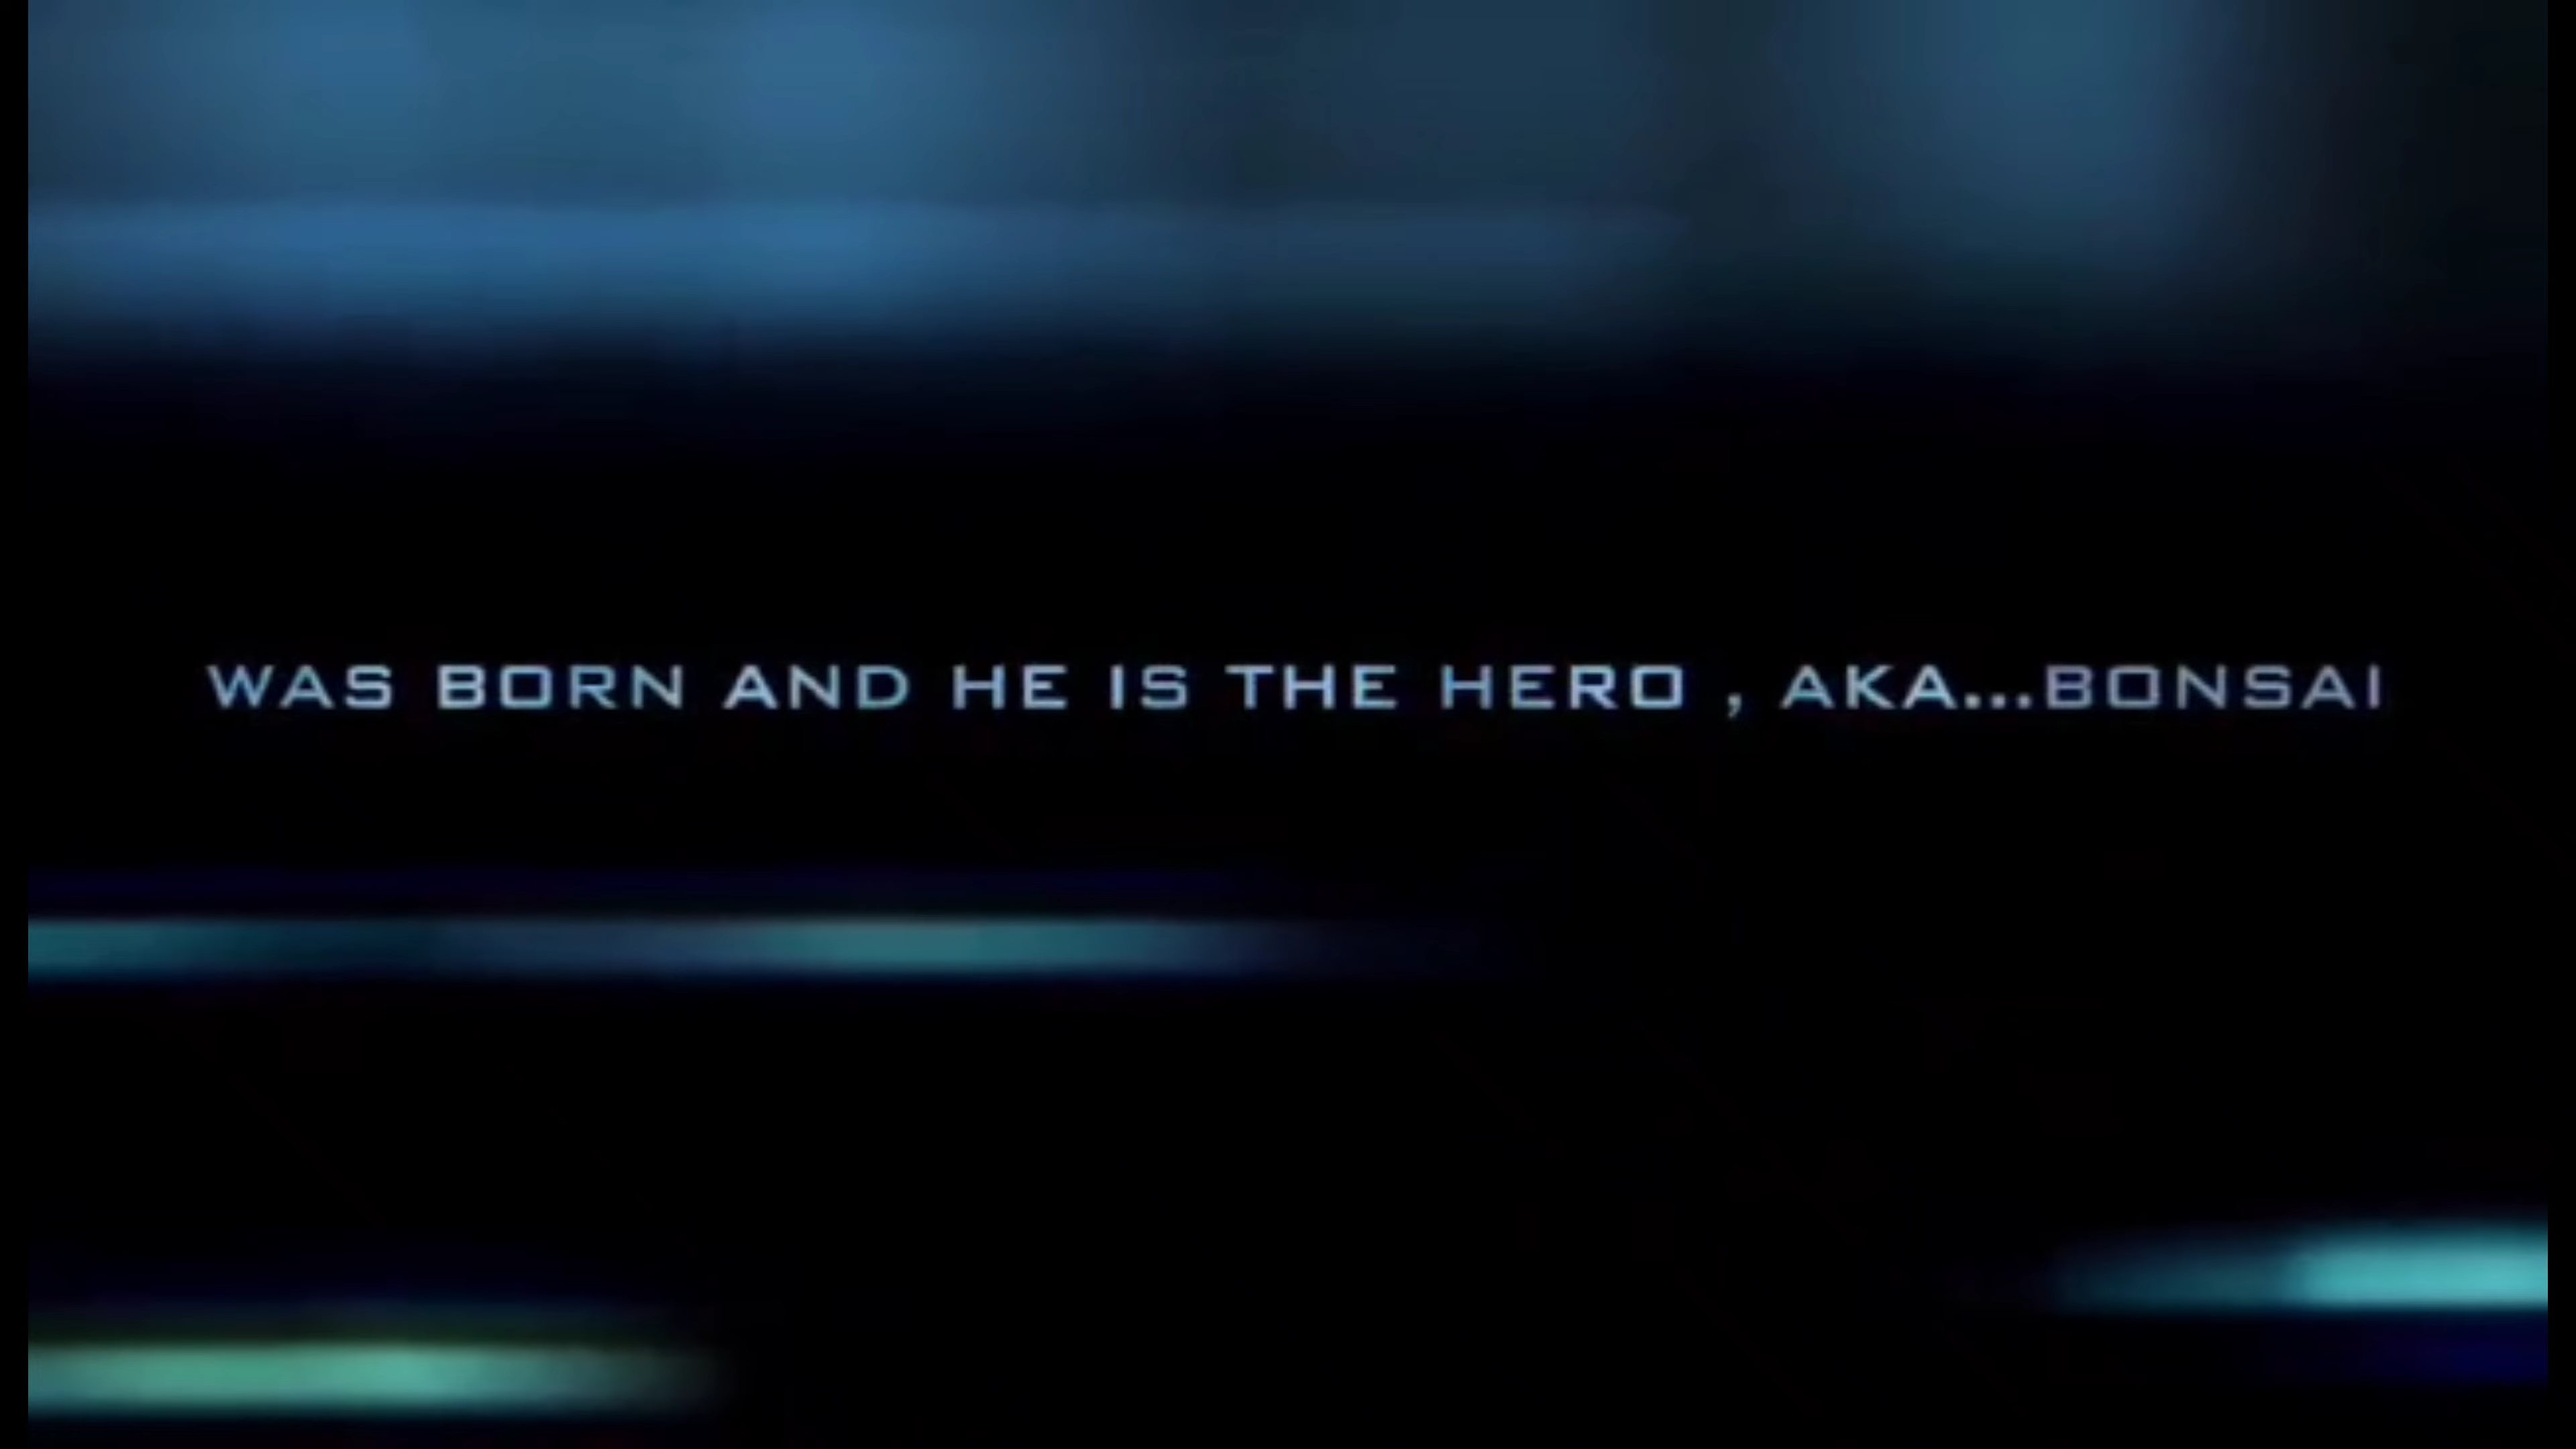 WAS BORN AND HE IS THE HERO , AKA...BONSAI